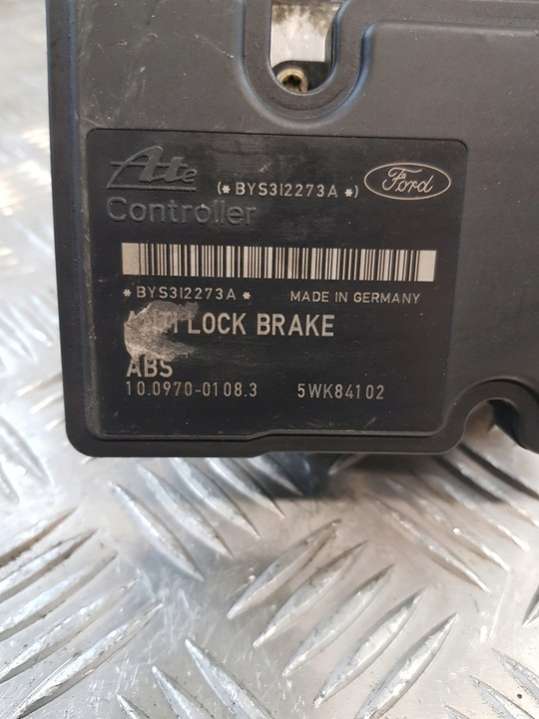 Ate (*BYS3I2273A*) Ford
Controller
*BYS3I2273A* MADE IN GERMANY
LOCK BRAKE
ABS
10.0970-0108.3 5WK84102